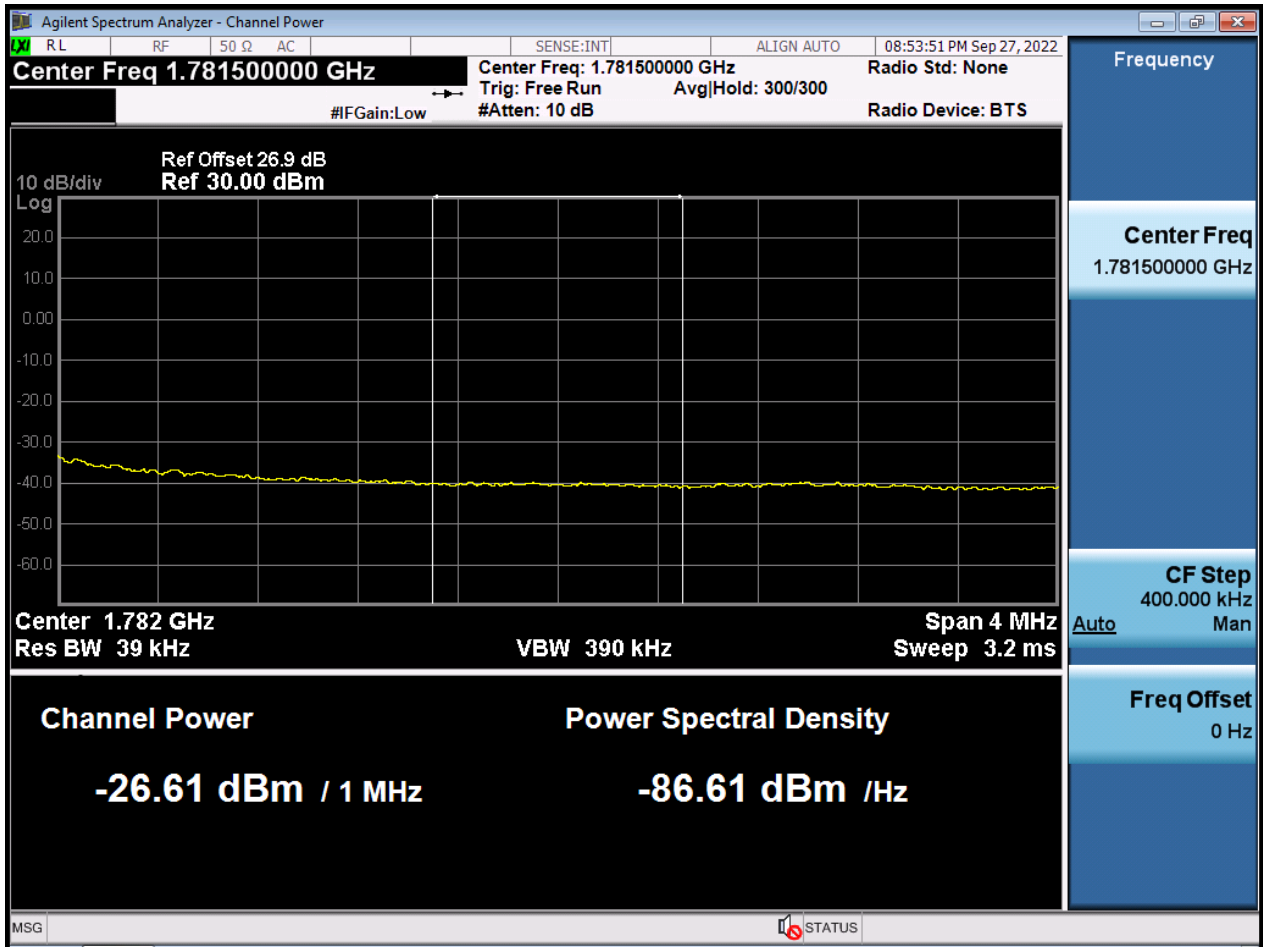 Agilent Spectrum Analyzer - Channel Power
LXI RL RF 50 Ω AC SENSE:INT ALIGN AUTO 08:53:51 PM Sep 27, 2022
Center Freq 1.781500000 GHz
Center Freq: 1.781500000 GHz
Radio Std: None
Trig: Free Run Avg|Hold: 300/300
#IFGain:Low
#Atten: 10 dB
Radio Device: BTS
Ref Offset 26.9 dB
10 dB/div Ref 30.00 dBm
Log
20.0
10.0
0.00
-10.0
-20.0
-30.0
-40.0
-50.0
-60.0
Center 1.782 GHz
Span 4 MHz
Res BW 39 kHz
VBW 390 kHz
Sweep 3.2 ms
Channel Power
Power Spectral Density
-26.61 dBm / 1 MHz
-86.61 dBm /Hz
Frequency
Center Freq
1.781500000 GHz
CF Step
400.000 kHz
Auto Man
Freq Offset
0 Hz
MSG
STATUS